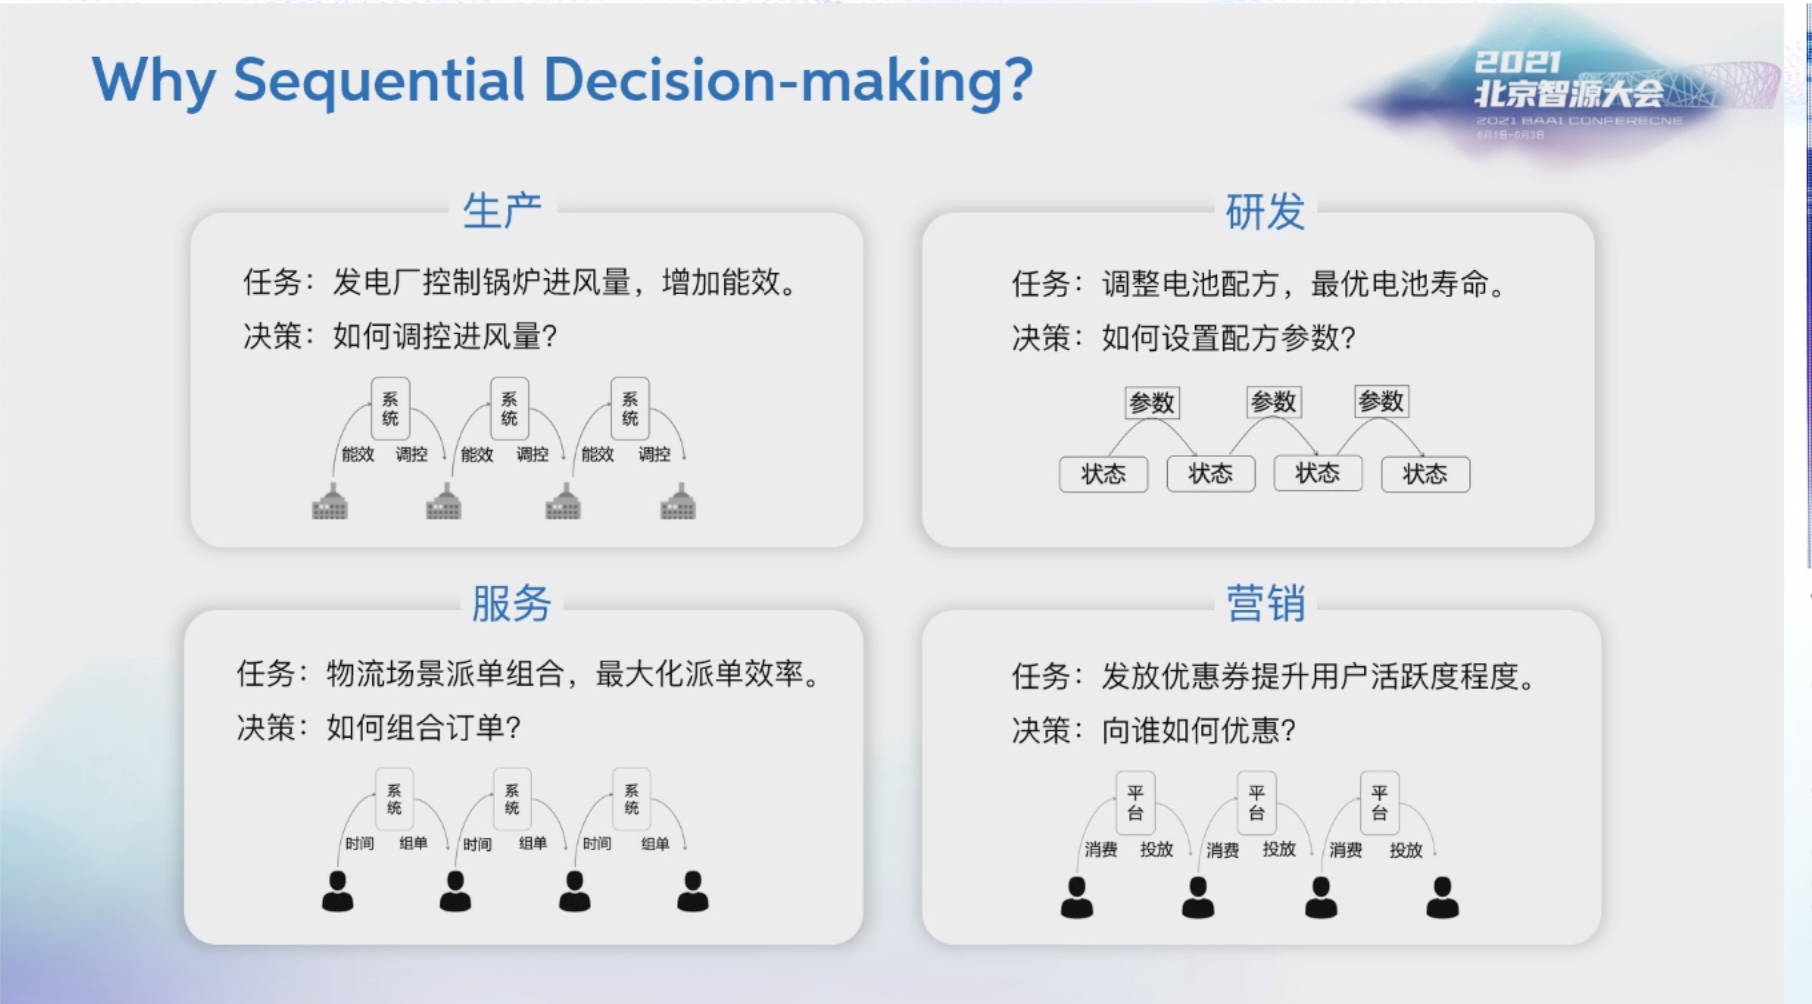 Why Sequential Decision-making?
2021
北京智源大会
2021 BAAI CONFERECNE
6月1日-6月3日
生产
任务：发电厂控制锅炉进风量，增加能效。
决策：如何调控进风量？
系统 系统 系统
能效 调控 能效 调控 能效 调控
研发
任务：调整电池配方，最优电池寿命。
决策：如何设置配方参数？
参数 参数 参数
状态 状态 状态 状态
服务
任务：物流场景派单组合，最大化派单效率。
决策：如何组合订单？
系统 系统 系统
时间 组单 时间 组单 时间 组单
营销
任务：发放优惠券提升用户活跃度程度。
决策：向谁如何优惠？
平台 平台 平台
消费 投放 消费 投放 消费 投放